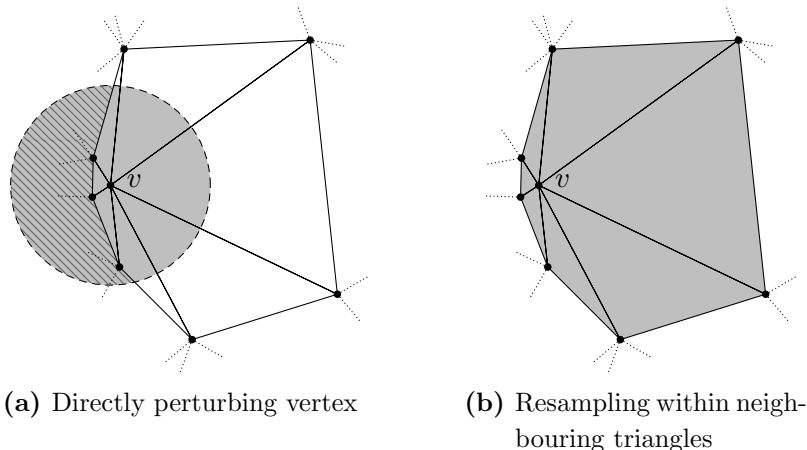 v
v
(a) Directly perturbing vertex
(b) Resampling within neigh-
bouring triangles